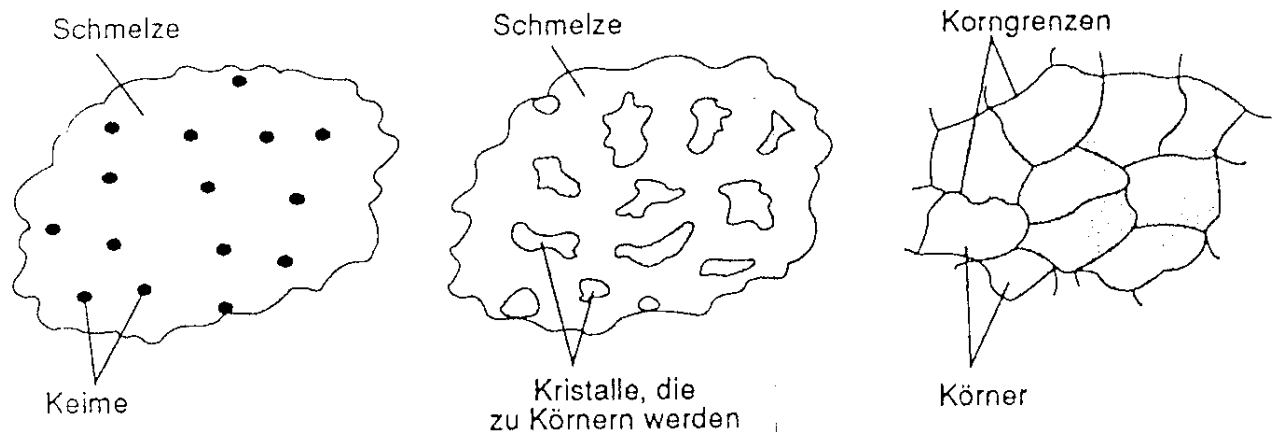 Schmelze
Keime
Schmelze
Kristalle, die
zu Körnern werden
Korngrenzen
Körner